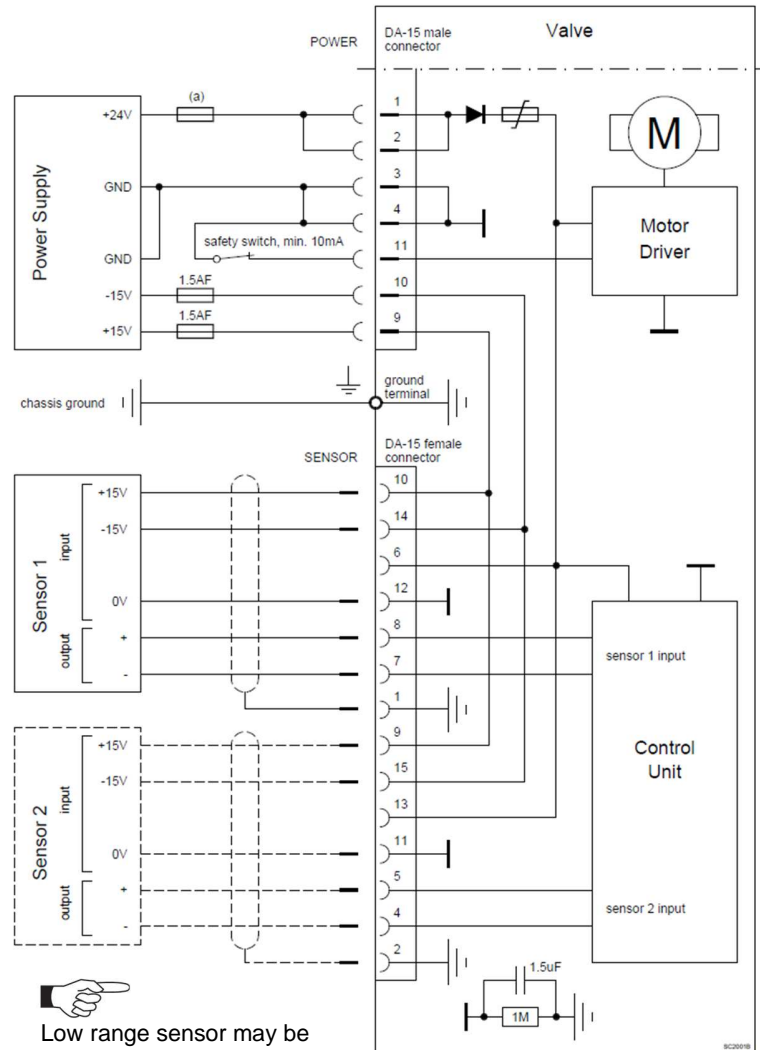 Valve
DA-15 male
connector
POWER
Power Supply
+24V
(a)
1
2
GND
3
4
GND
safety switch, min. 10mA
11
-15V
1.5AF
10
+15V
1.5AF
9
M
Motor
Driver
chassis ground
ground
terminal
DA-15 female
connector
SENSOR
Sensor 1
input
output
+15V
10
-15V
14
6
0V
12
+
8
-
7
1
sensor 1 input
Control
Unit
Sensor 2
input
output
+15V
9
-15V
15
13
0V
11
+
5
-
4
2
sensor 2 input
1.5uF
1M
Low range sensor may be
SC2001B